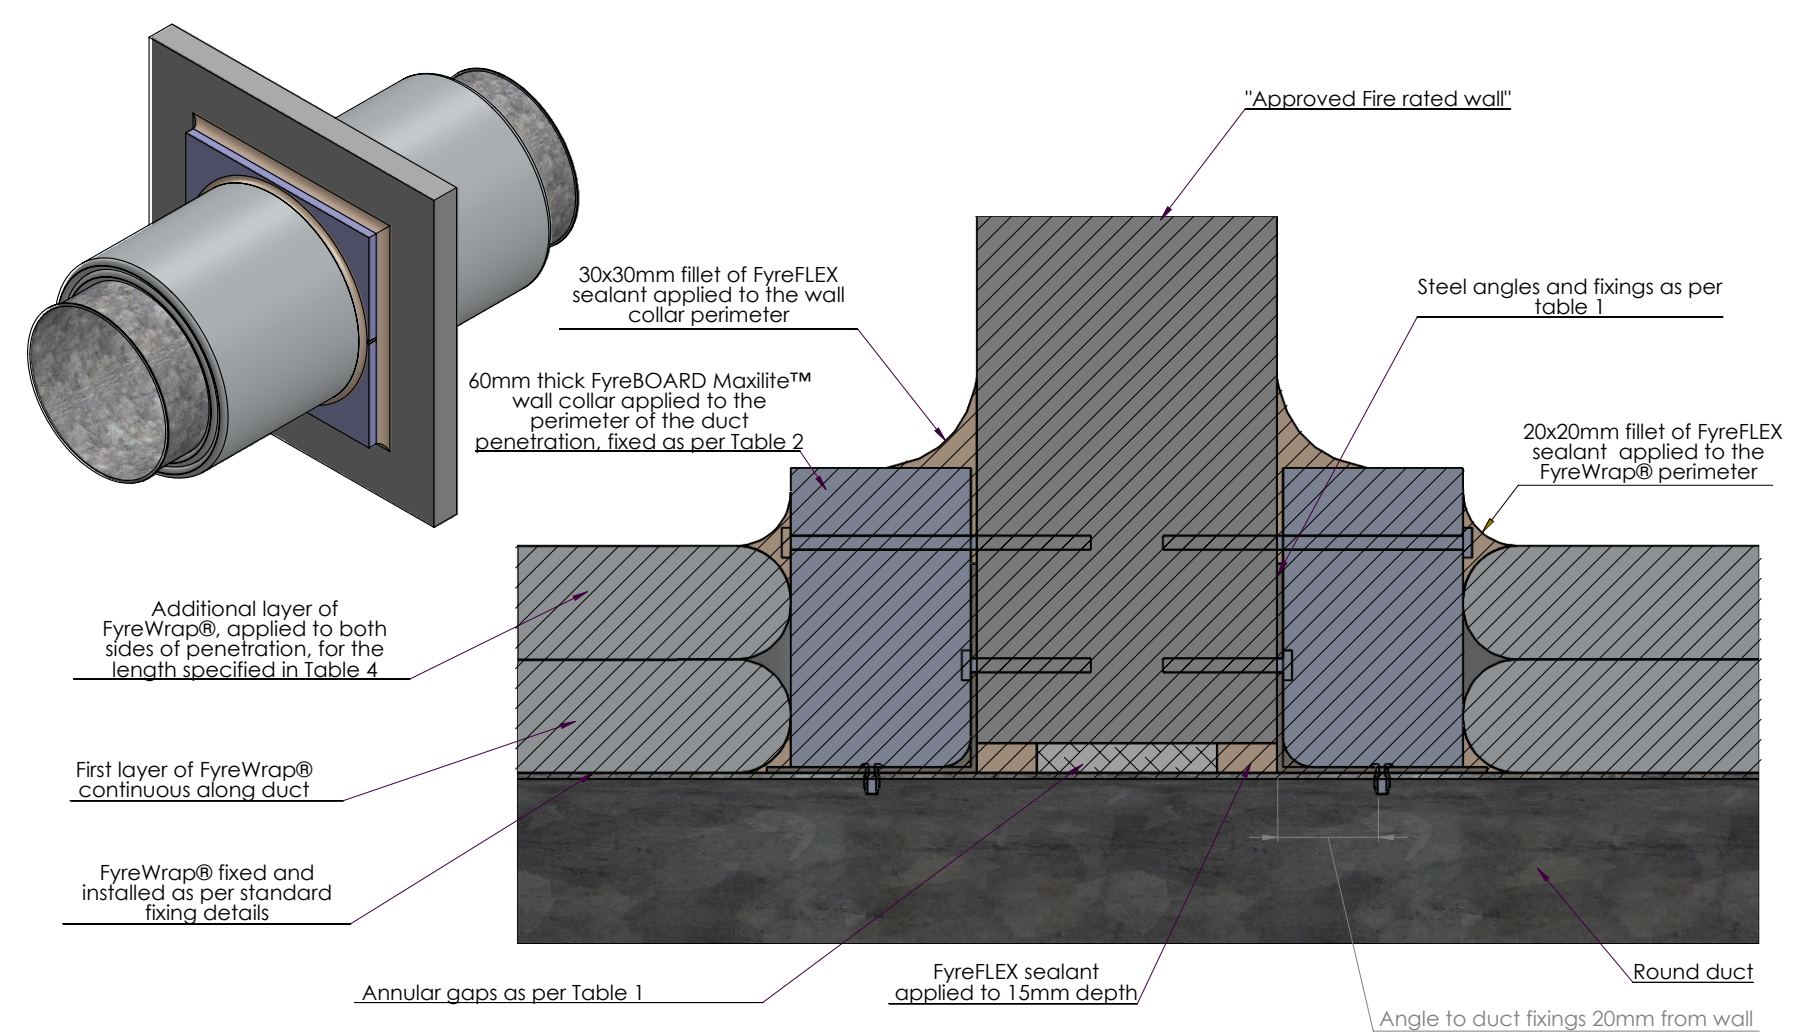 "Approved Fire rated wall"
30x30mm fillet of FyreFLEX
sealant applied to the wall
collar perimeter
Steel angles and fixings as per
table 1
60mm thick FyreBOARD Maxilite™
wall collar applied to the
perimeter of the duct
penetration, fixed as per Table 2
20x20mm fillet of FyreFLEX
sealant applied to the
FyreWrap® perimeter
Additional layer of
FyreWrap®, applied to both
sides of penetration, for the
length specified in Table 4
First layer of FyreWrap®
continuous along duct
FyreWrap® fixed and
installed as per standard
fixing details
Annular gaps as per Table 1
FyreFLEX sealant
applied to 15mm depth
Round duct
Angle to duct fixings 20mm from wall